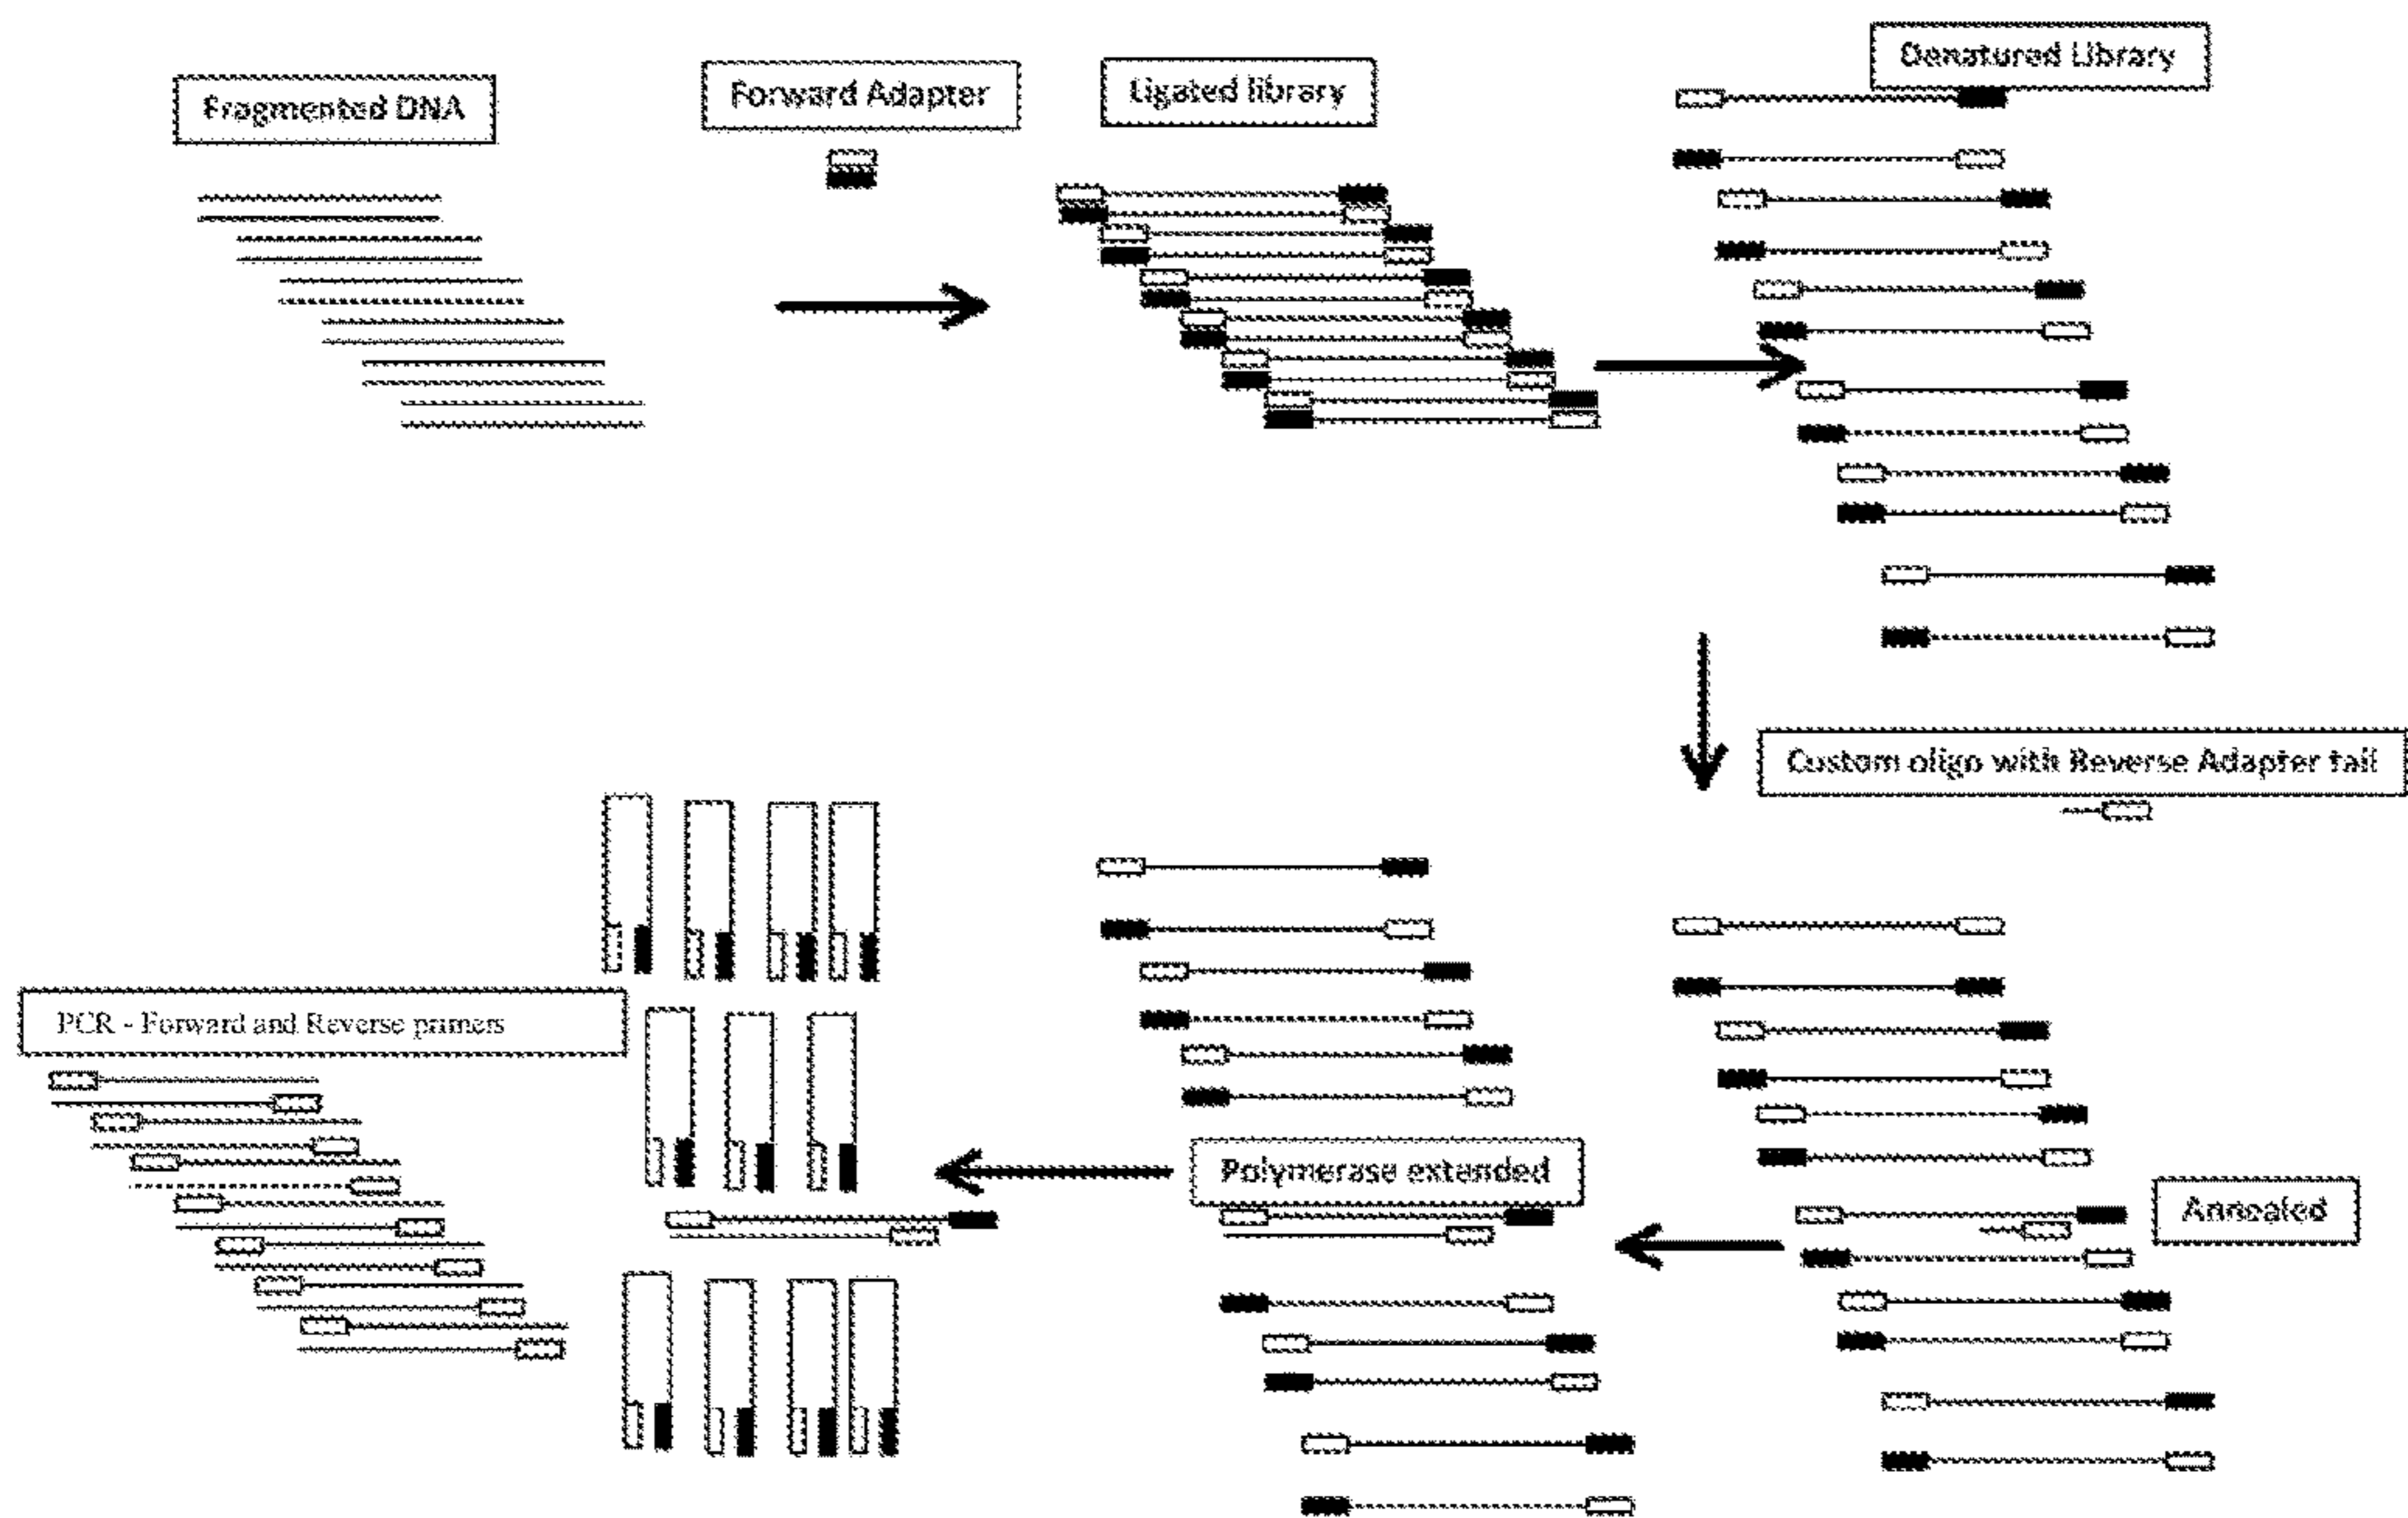 Fragmented DNA
Forward Adapter
Ligated library
Denatured Library
Custom oligo with Reverse Adapter tail
Annealed
Polymerase extended
PCR - Forward and Reverse primers